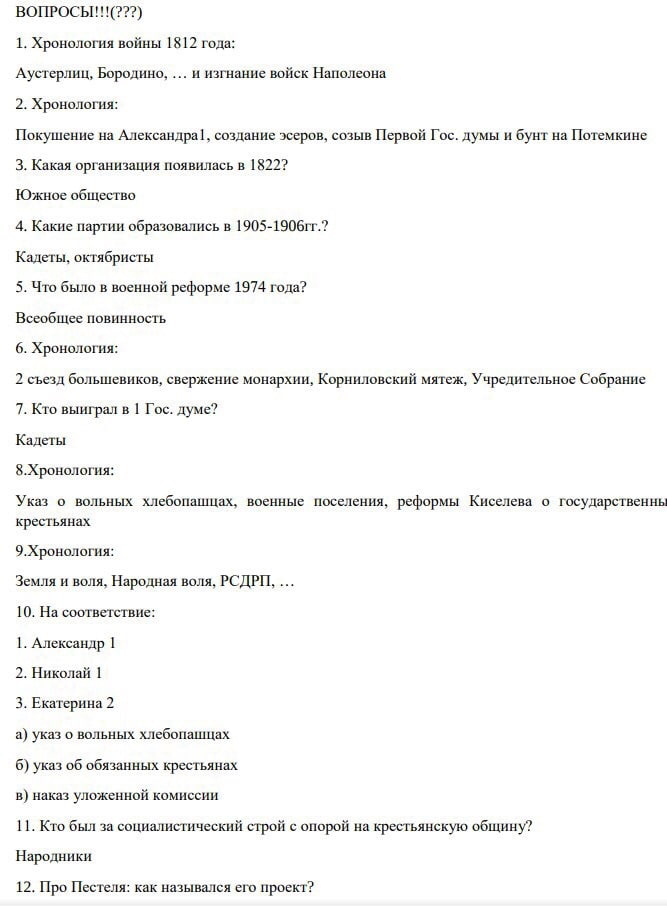 ВОПРОСЫ!!!(???)
1. Хронология войны 1812 года:
Аустерлиц, Бородино, … и изгнание войск Наполеона
2. Хронология:
Покушение на Александра1, создание эсеров, созыв Первой Гос. думы и бунт на Потемкине
3. Какая организация появилась в 1822?
Южное общество
4. Какие партии образовались в 1905-1906гг.?
Кадеты, октябристы
5. Что было в военной реформе 1974 года?
Всеобщее повинность
6. Хронология:
2 съезд большевиков, свержение монархии, Корниловский мятеж, Учредительное Собрание
7. Кто выиграл в 1 Гос. думе?
Кадеты
8.Хронология:
Указ о вольных хлебопашцах, военные поселения, реформы Киселева о государственны
крестьянах
9.Хронология:
Земля и воля, Народная воля, РСДРП, …
10. На соответствие:
1. Александр 1
2. Николай 1
3. Екатерина 2
а) указ о вольных хлебопашцах
б) указ об обязанных крестьянах
в) наказ уложенной комиссии
11. Кто был за социалистический строй с опорой на крестьянскую общину?
Народники
12. Про Пестеля: как назывался его проект?